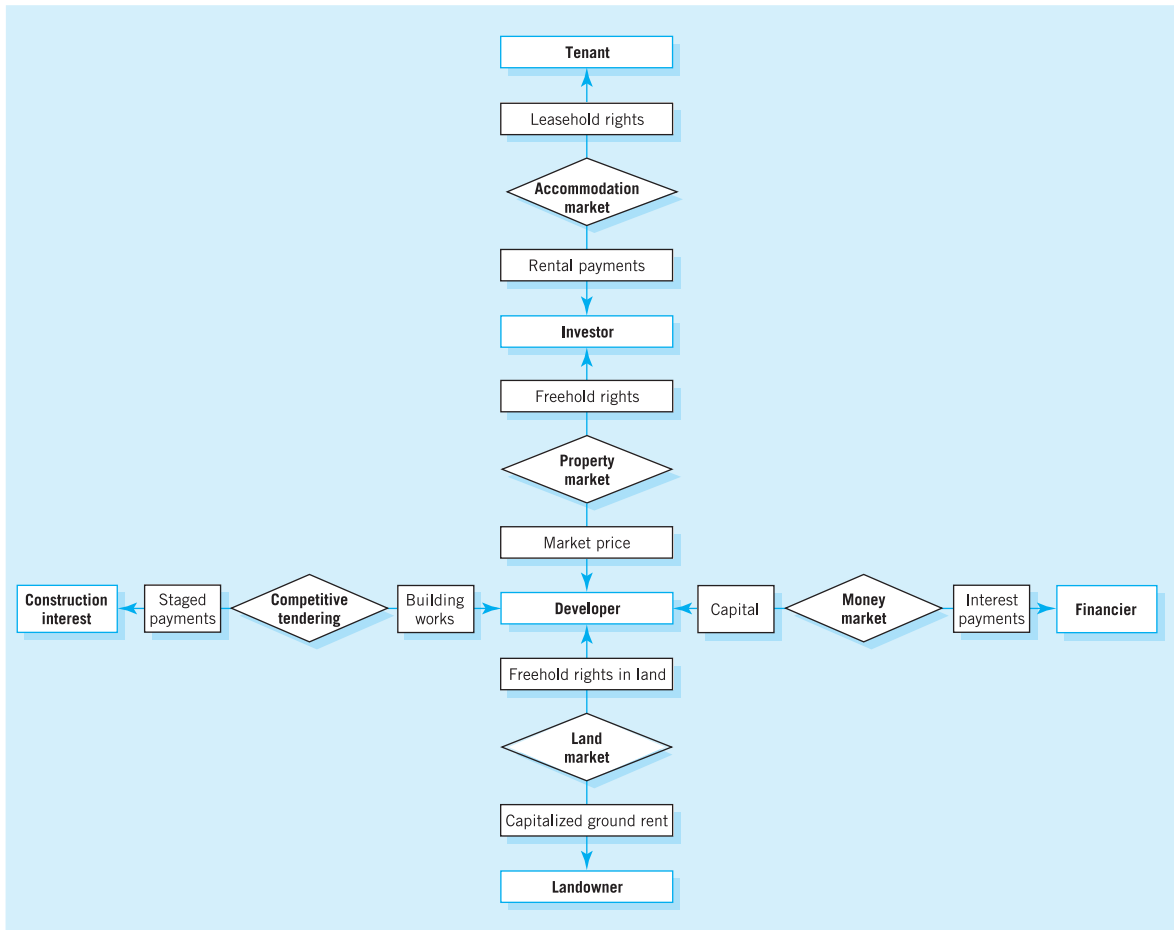 Tenant
Leasehold rights
Accommodation
market
Rental payments
Investor
Freehold rights
Property
market
Market price
Construction
interest
Staged
payments
Competitive
tendering
Building
works
Developer
Capital
Money
market
Interest
payments
Financier
Freehold rights in land
Land
market
Capitalized ground rent
Landowner